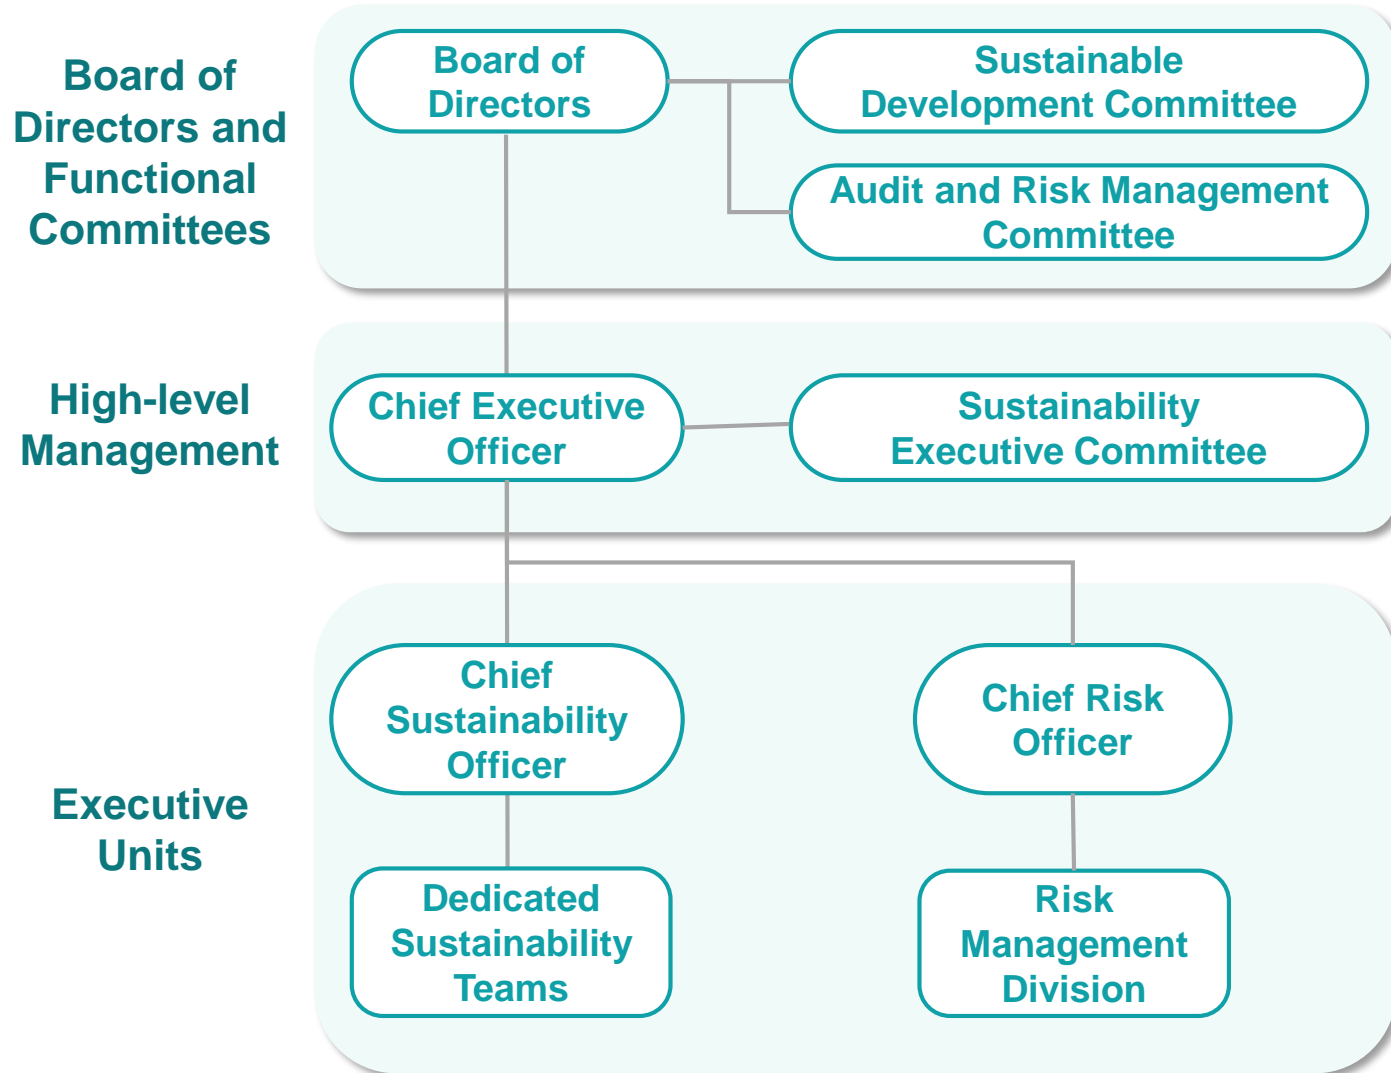 Board of
Directors and
Functional
Committees
Board of
Directors
Sustainable
Development Committee
Audit and Risk Management
Committee
High-level
Management
Chief Executive
Officer
Sustainability
Executive Committee
Executive
Units
Chief
Sustainability
Officer
Chief Risk
Officer
Dedicated
Sustainability
Teams
Risk
Management
Division